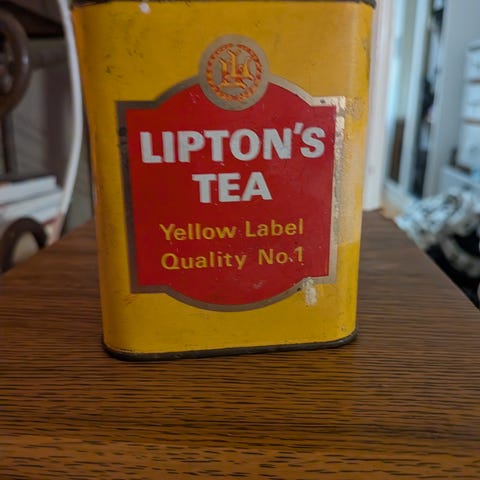 LIPTON'S
TEA
Yellow Label
Quality No.1